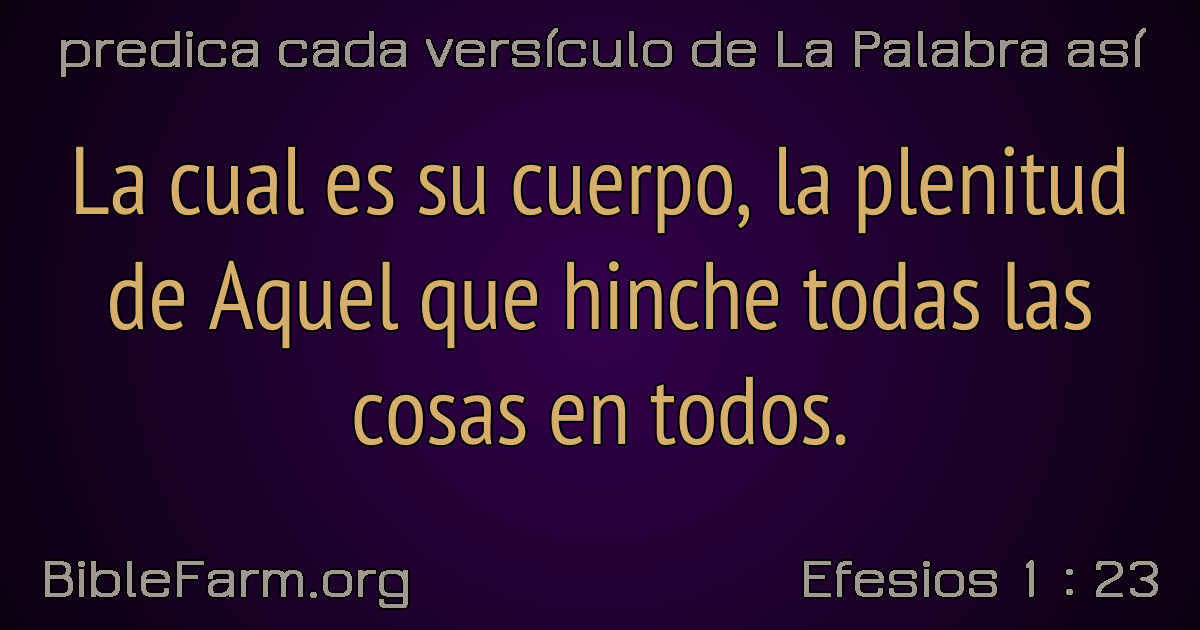 predica cada versículo de La Palabra así
La cual es su cuerpo, la plenitud
de Aquel que hinche todas las
cosas en todos.
BibleFarm.org
Efesios 1 : 23